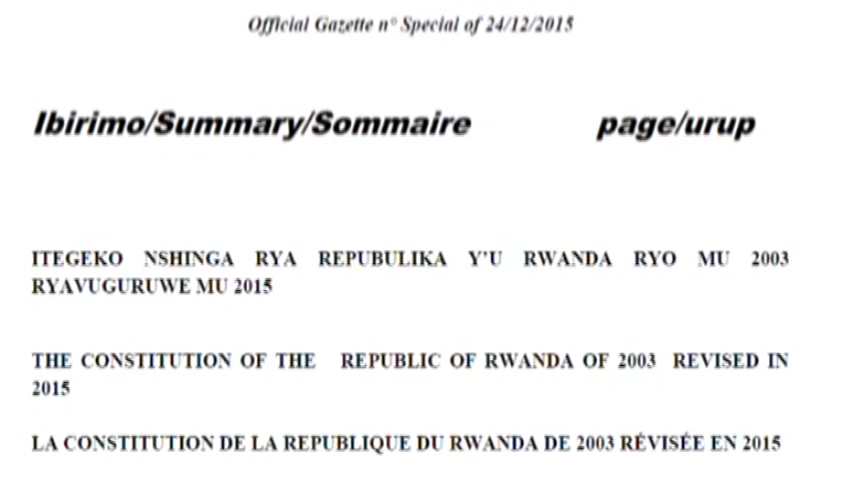 Official Gazette n° Special of 24/12/2015
Ibirimo/Summary/Sommaire page/urup
ITEGEKO NSHINGA RYA REPUBULIKA Y'U RWANDA RYO MU 2003
RYAVUGURUWE MU 2015
THE CONSTITUTION OF THE REPUBLIC OF RWANDA OF 2003 REVISED IN
2015
LA CONSTITUTION DE LA REPUBLIQUE DU RWANDA DE 2003 RÉVISÉE EN 2015